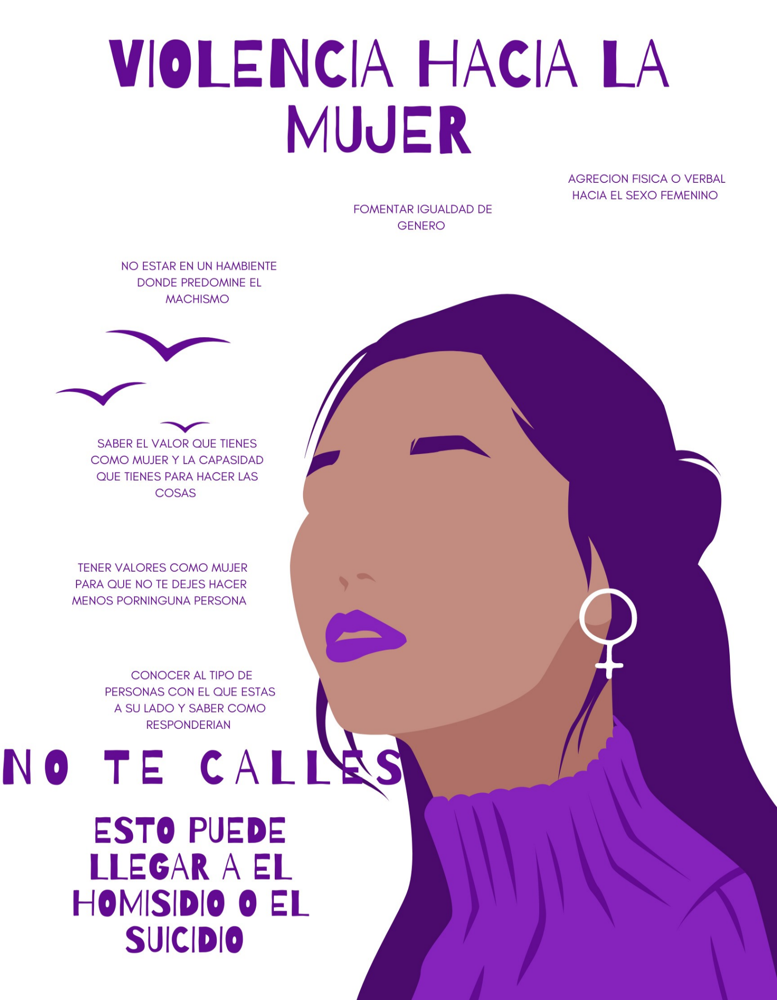 VIOLENCIA HACIA LA
MUJER
AGRECION FISICA O VERBAL
HACIA EL SEXO FEMENINO
FOMENTAR IGUALDAD DE
GENERO
NO ESTAR EN UN HAMBIENTE
DONDE PREDOMINE EL
MACHISMO
SABER EL VALOR QUE TIENES
COMO MUJER Y LA CAPASIDAD
QUE TIENES PARA HACER LAS
COSAS
TENER VALORES COMO MUJER
PARA QUE NO TE DEJES HACER
MENOS PORNINGUNA PERSONA
CONOCER AL TIPO DE
PERSONAS CON EL QUE ESTAS
A SU LADO Y SABER COMO
RESPONDERIAN
NO TE CALLES
ESTO PUEDE
LLEGAR A EL
HOMISIDIO O EL
SUICIDIO